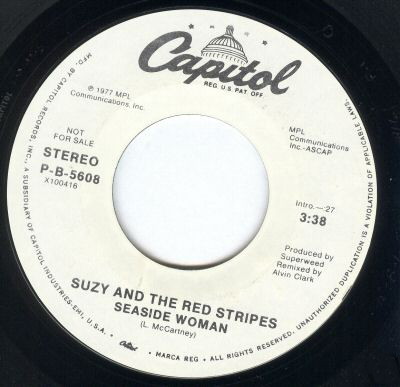 Capitol
REG. U.S. PAT. OFF.
℗ 1977 MPL
Communications, Inc.
NOT
FOR SALE
STEREO
P-B-5608
X100416
MPL
Communications
Inc.-ASCAP
Intro.—:27
3:38
Produced by
Superweed
Remixed by
Alvin Clark
SUZY AND THE RED STRIPES
SEASIDE WOMAN
(L. McCartney)
MFG. BY CAPITOL RECORDS, INC., A SUBSIDIARY OF CAPITOL INDUSTRIES-EMI, U.S.A. • Capitol • MARCA REG • ALL RIGHTS RESERVED. UNAUTHORIZED DUPLICATION IS A VIOLATION OF APPLICABLE LAWS.